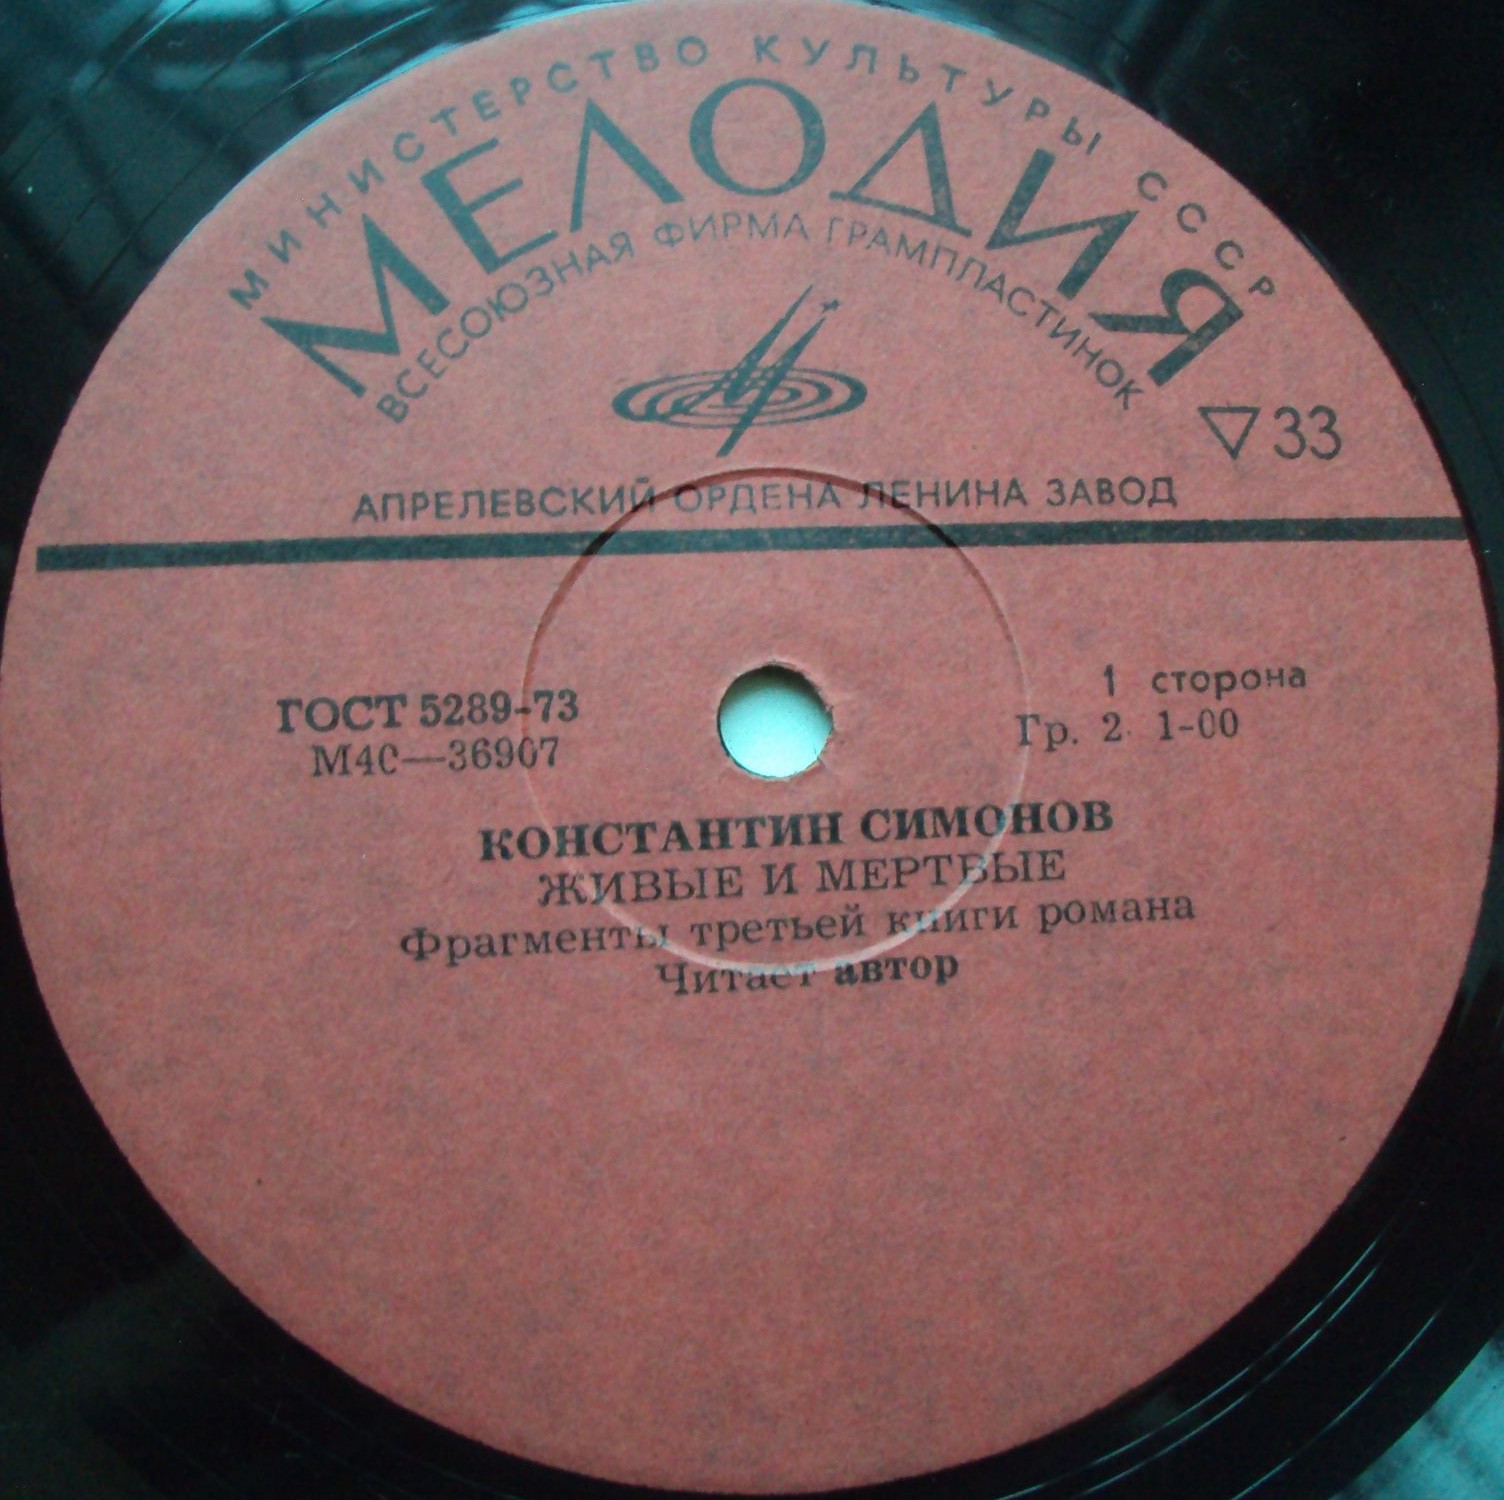 МИНИСТЕРСТВО КУЛЬТУРЫ СССР
МЕЛОДИЯ
ВСЕСОЮЗНАЯ ФИРМА ГРАМПЛАСТИНОК
33
АПРЕЛЕВСКИЙ ОРДЕНА ЛЕНИНА ЗАВОД
ГОСТ 5289-73
М40—36907
1 сторона
Гр. 2 1-00
КОНСТАНТИН СИМОНОВ
ЖИВЫЕ И МЕРТВЫЕ
Фрагменты третьей книги романа
Читает автор